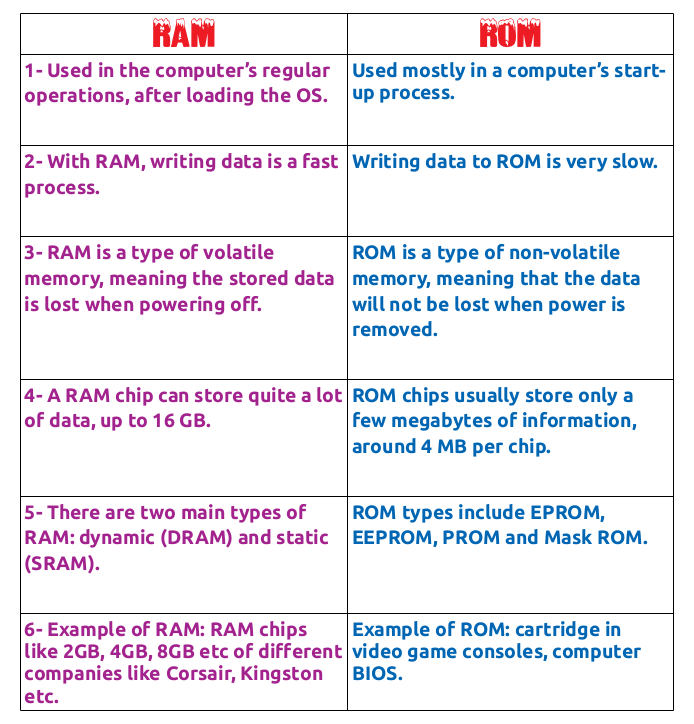 RAM
ROM
1- Used in the computer’s regular
operations, after loading the OS.
Used mostly in a computer’s start-
up process.
2- With RAM, writing data is a fast
process.
Writing data to ROM is very slow.
3- RAM is a type of volatile
memory, meaning the stored data
is lost when powering off.
ROM is a type of non-volatile
memory, meaning that the data
will not be lost when power is
removed.
4- A RAM chip can store quite a lot
of data, up to 16 GB.
ROM chips usually store only a
few megabytes of information,
around 4 MB per chip.
5- There are two main types of
RAM: dynamic (DRAM) and static
(SRAM).
ROM types include EPROM,
EEPROM, PROM and Mask ROM.
6- Example of RAM: RAM chips
like 2GB, 4GB, 8GB etc of different
companies like Corsair, Kingston
etc.
Example of ROM: cartridge in
video game consoles, computer
BIOS.